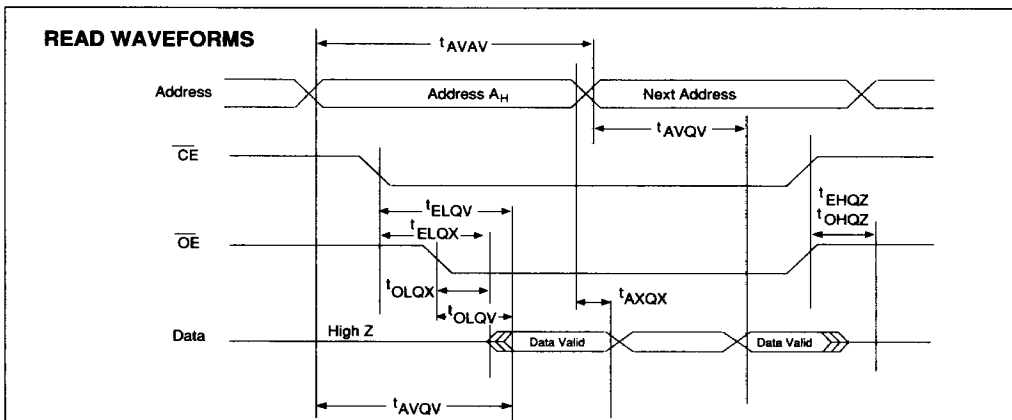 READ WAVEFORMS
tAVAV
Address
Address AH
Next Address
tAVQV
CE
tELQV
tEHQZ
tELQX
tOHQZ
OE
tOLQX
tAXQX
tOLQV
Data
High Z
Data Valid
Data Valid
tAVQV